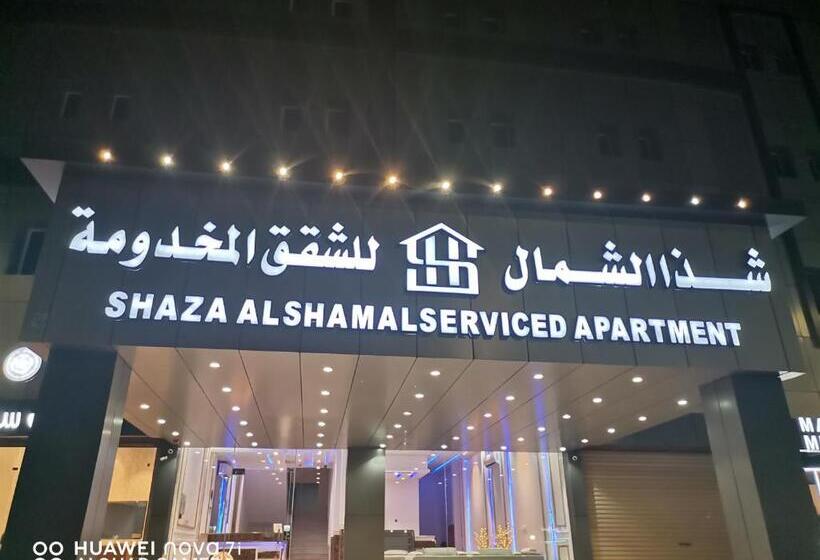 شذا الشمال للشقق المخدومة
SHAZA ALSHAMALSERVICED APARTMENT
HUAWEI nova 7i